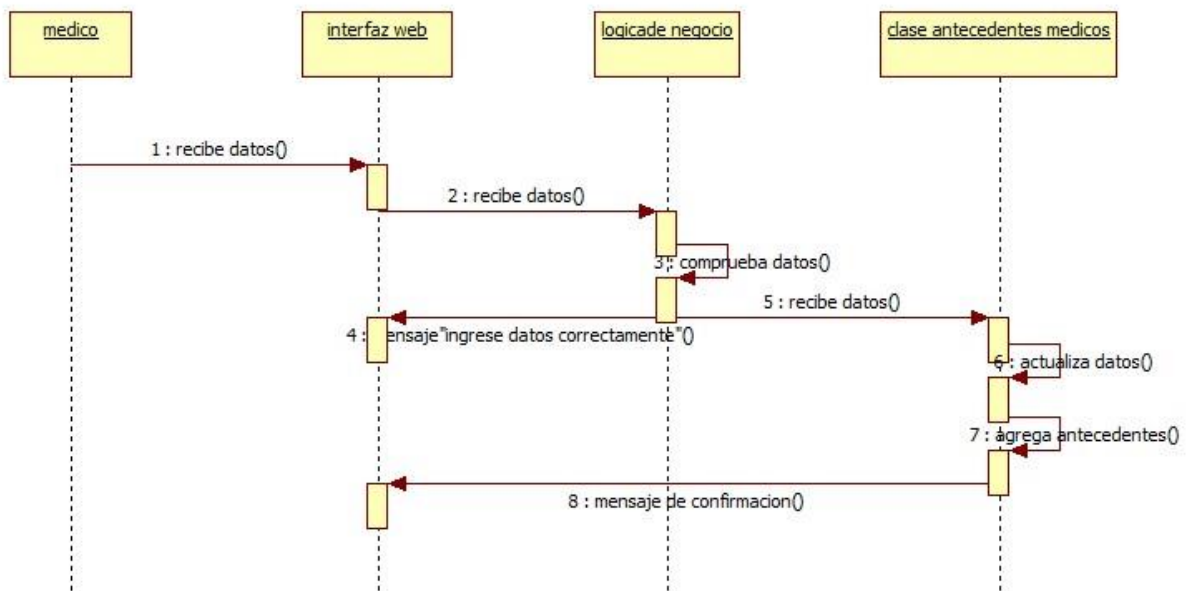 medico
interfaz web
logicade negocio
clase antecedentes medicos
1 : recibe datos()
2 : recibe datos()
3 : comprueba datos()
5 : recibe datos()
4 : mensaje"ingrese datos correctamente"()
6 : actualiza datos()
7 : agrega antecedentes()
8 : mensaje de confirmacion()